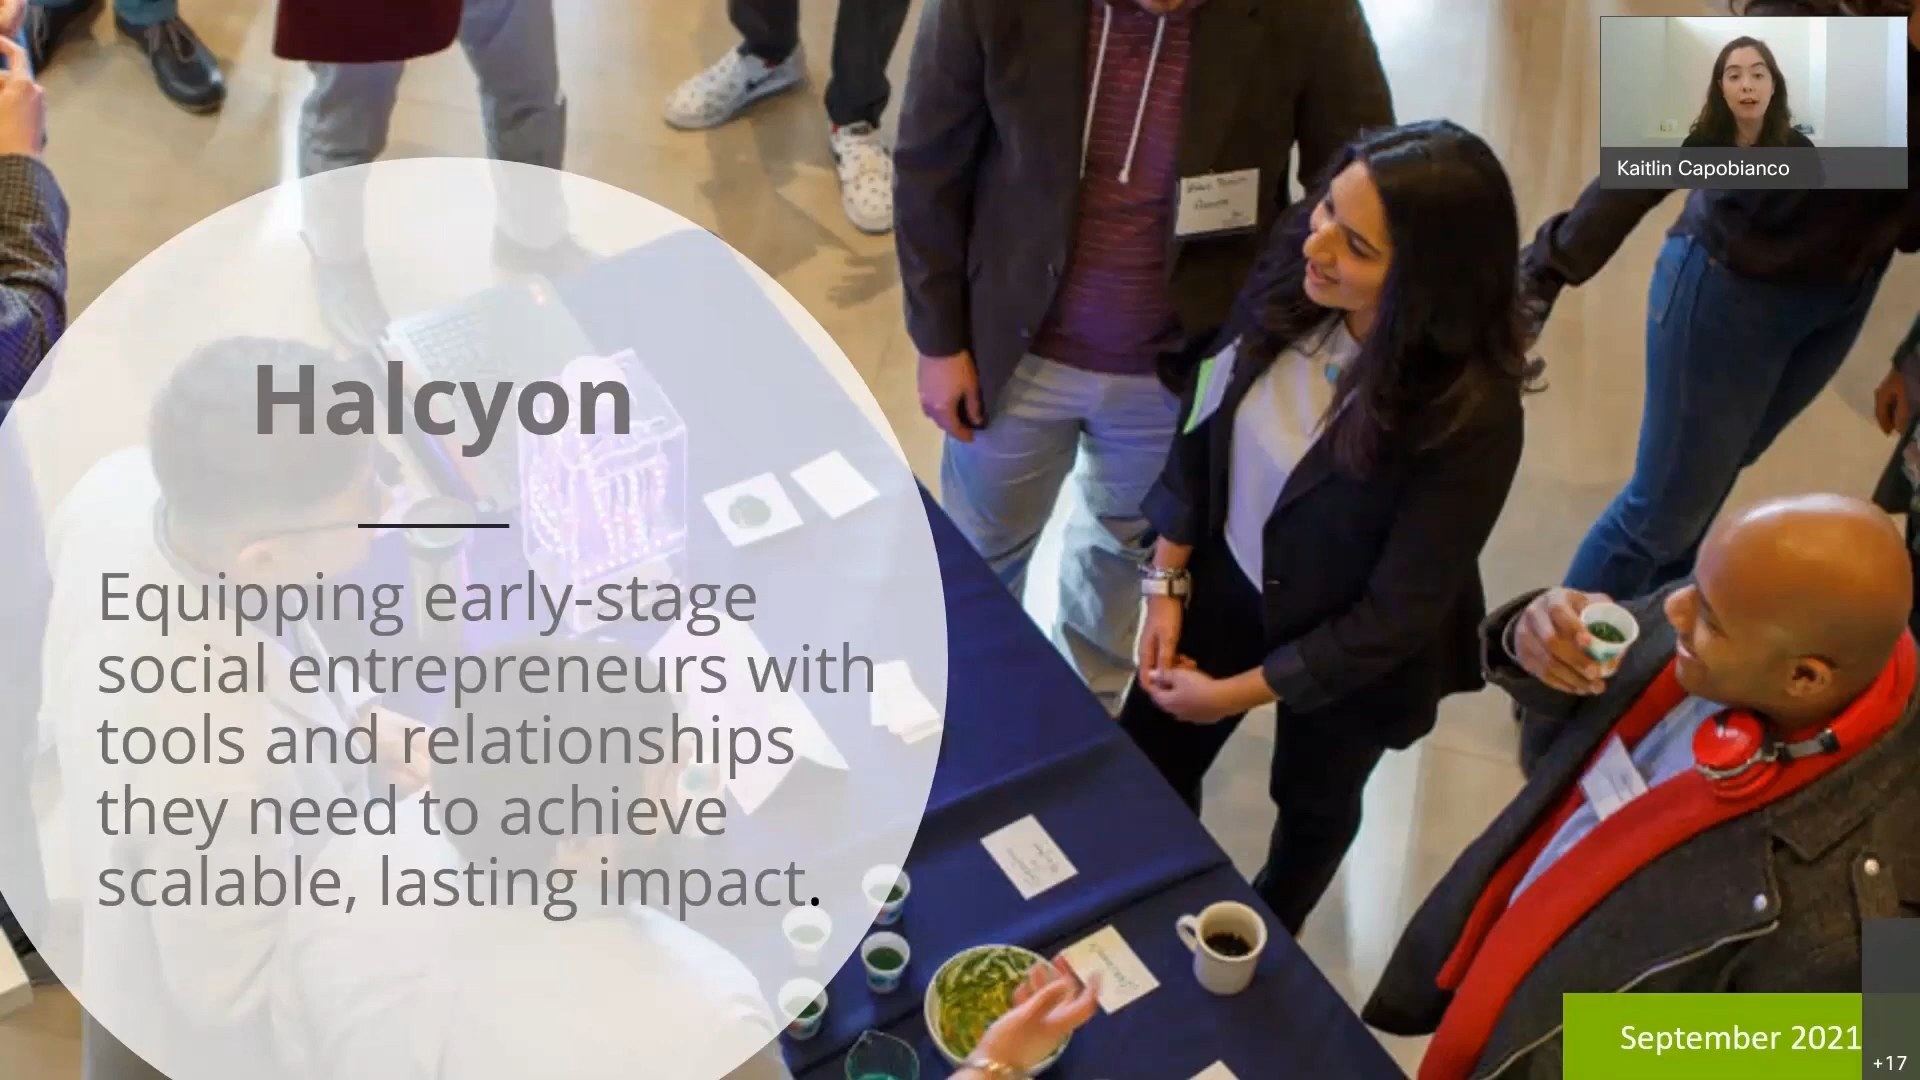 Kaitlin Capobianco
Halcyon
Equipping early-stage
social entrepreneurs with
tools and relationships
they need to achieve
scalable, lasting impact.
September 2021
+17